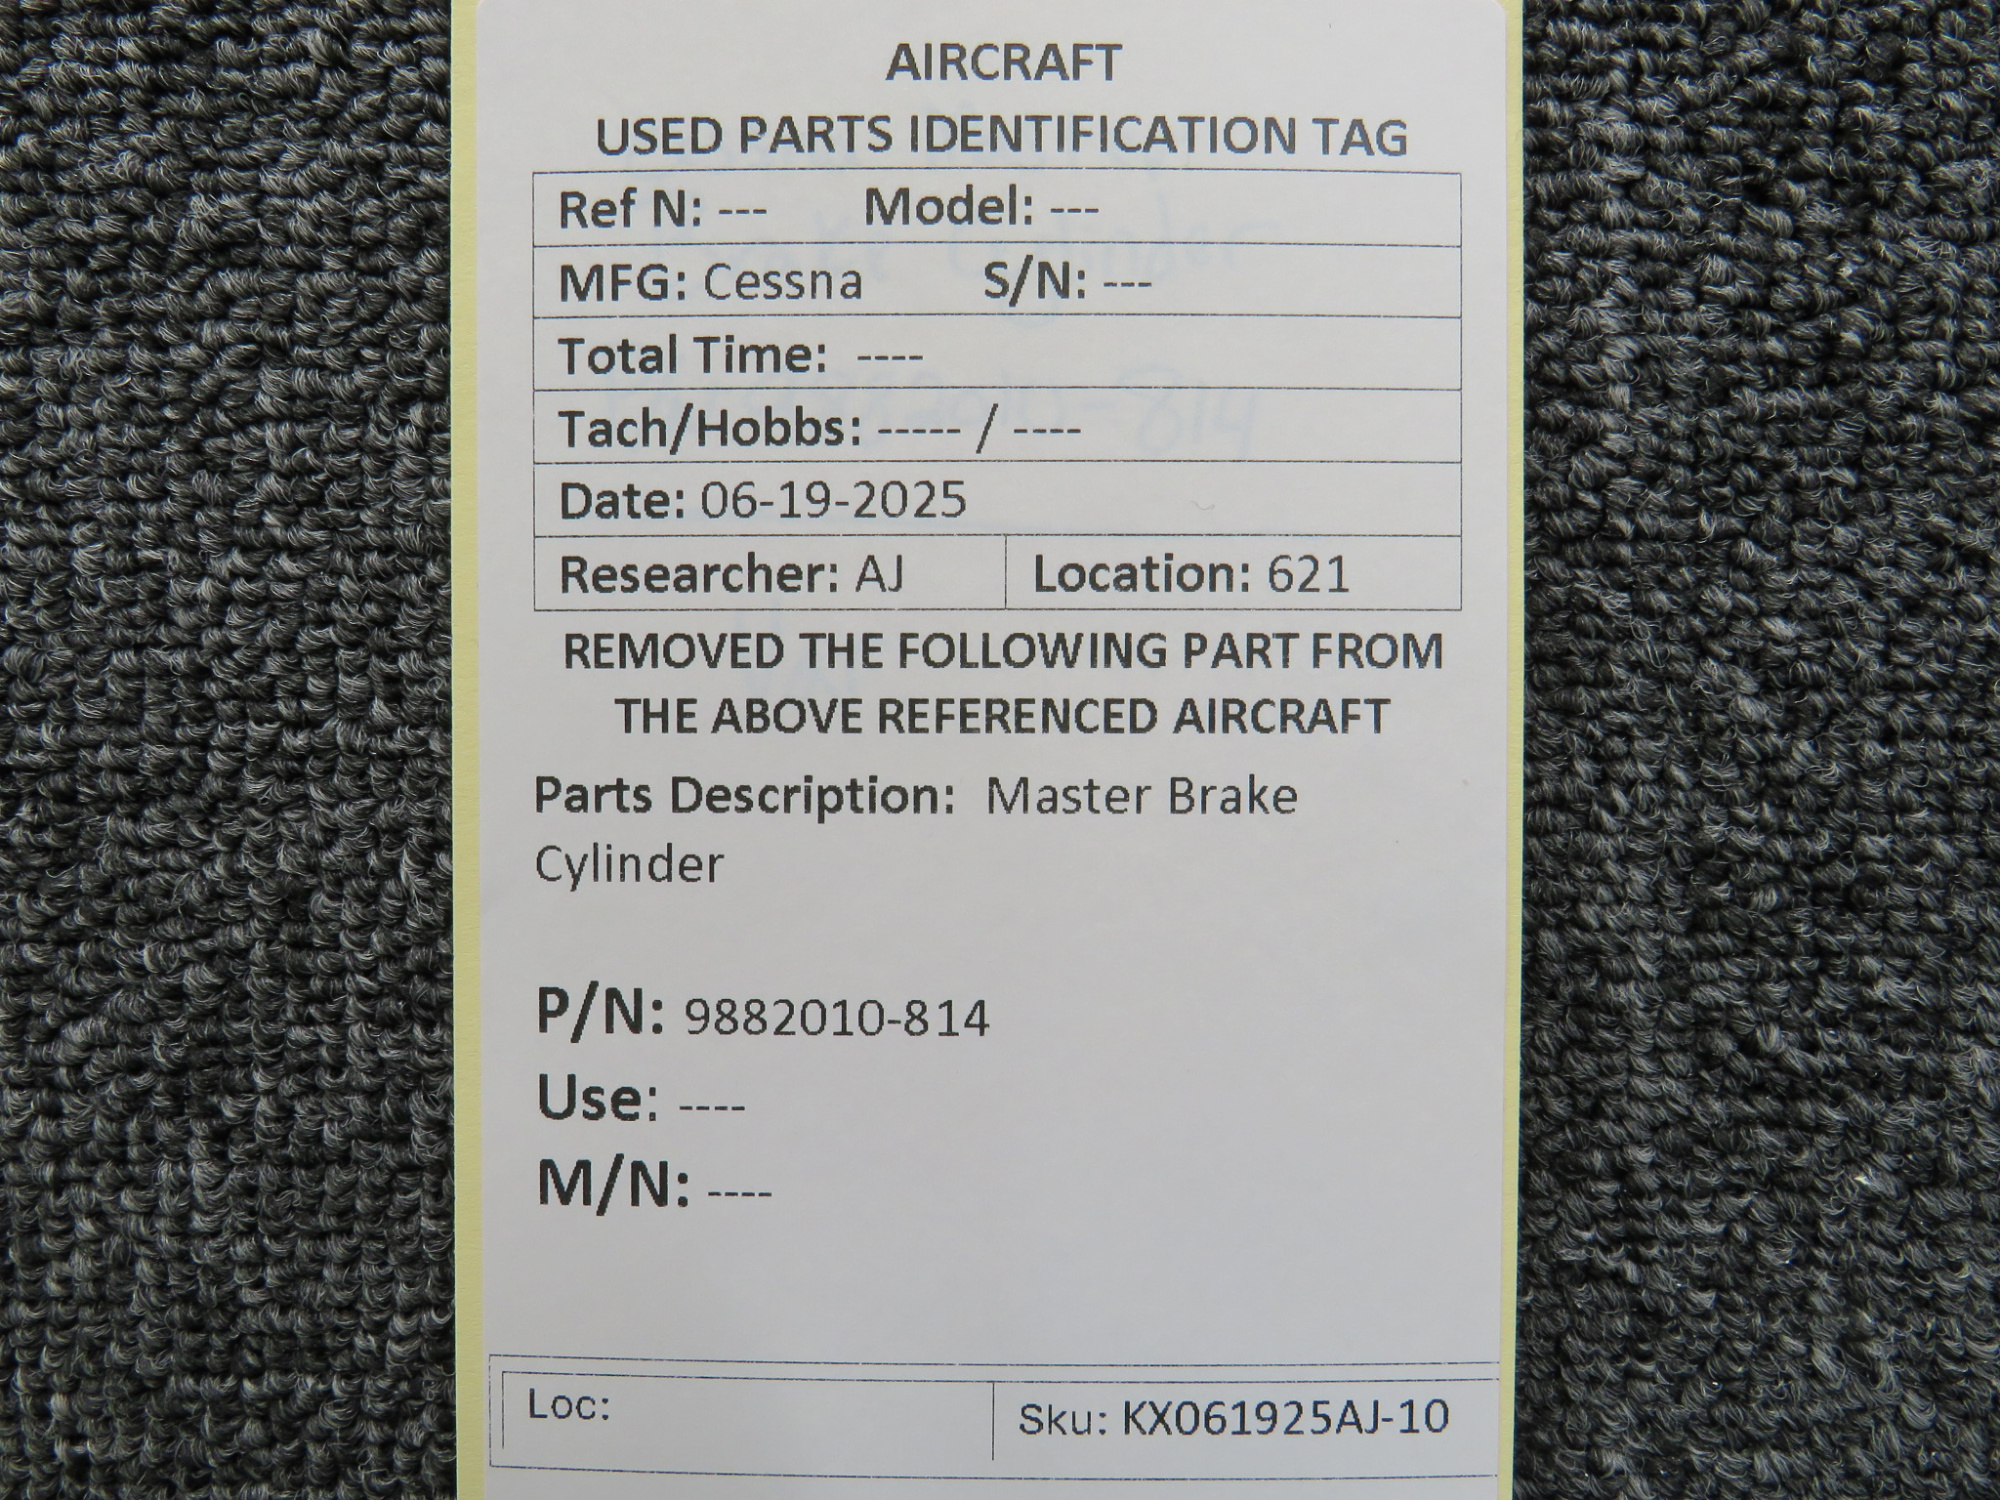 AIRCRAFT
USED PARTS IDENTIFICATION TAG
Ref N: --- Model: ---
MFG: Cessna S/N: ---
Total Time: ----
Tach/Hobbs: ----- / ----
Date: 06-19-2025
Researcher: AJ Location: 621
REMOVED THE FOLLOWING PART FROM
THE ABOVE REFERENCED AIRCRAFT
Parts Description: Master Brake
Cylinder
P/N: 9882010-814
Use: ----
M/N: ----
Loc: Sku: KX061925AJ-10